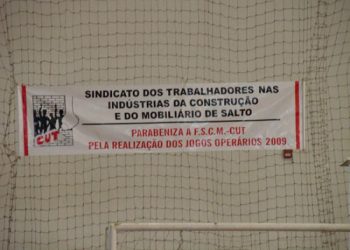 SINDICATO DOS TRABALHADORES NAS
INDÚSTRIAS DA CONSTRUÇÃO
E DO MOBILIÁRIO DE SALTO
CUT
PARABENIZA A F.S.C.M.-CUT
PELA REALIZAÇÃO DOS JOGOS OPERÁRIOS 2009.